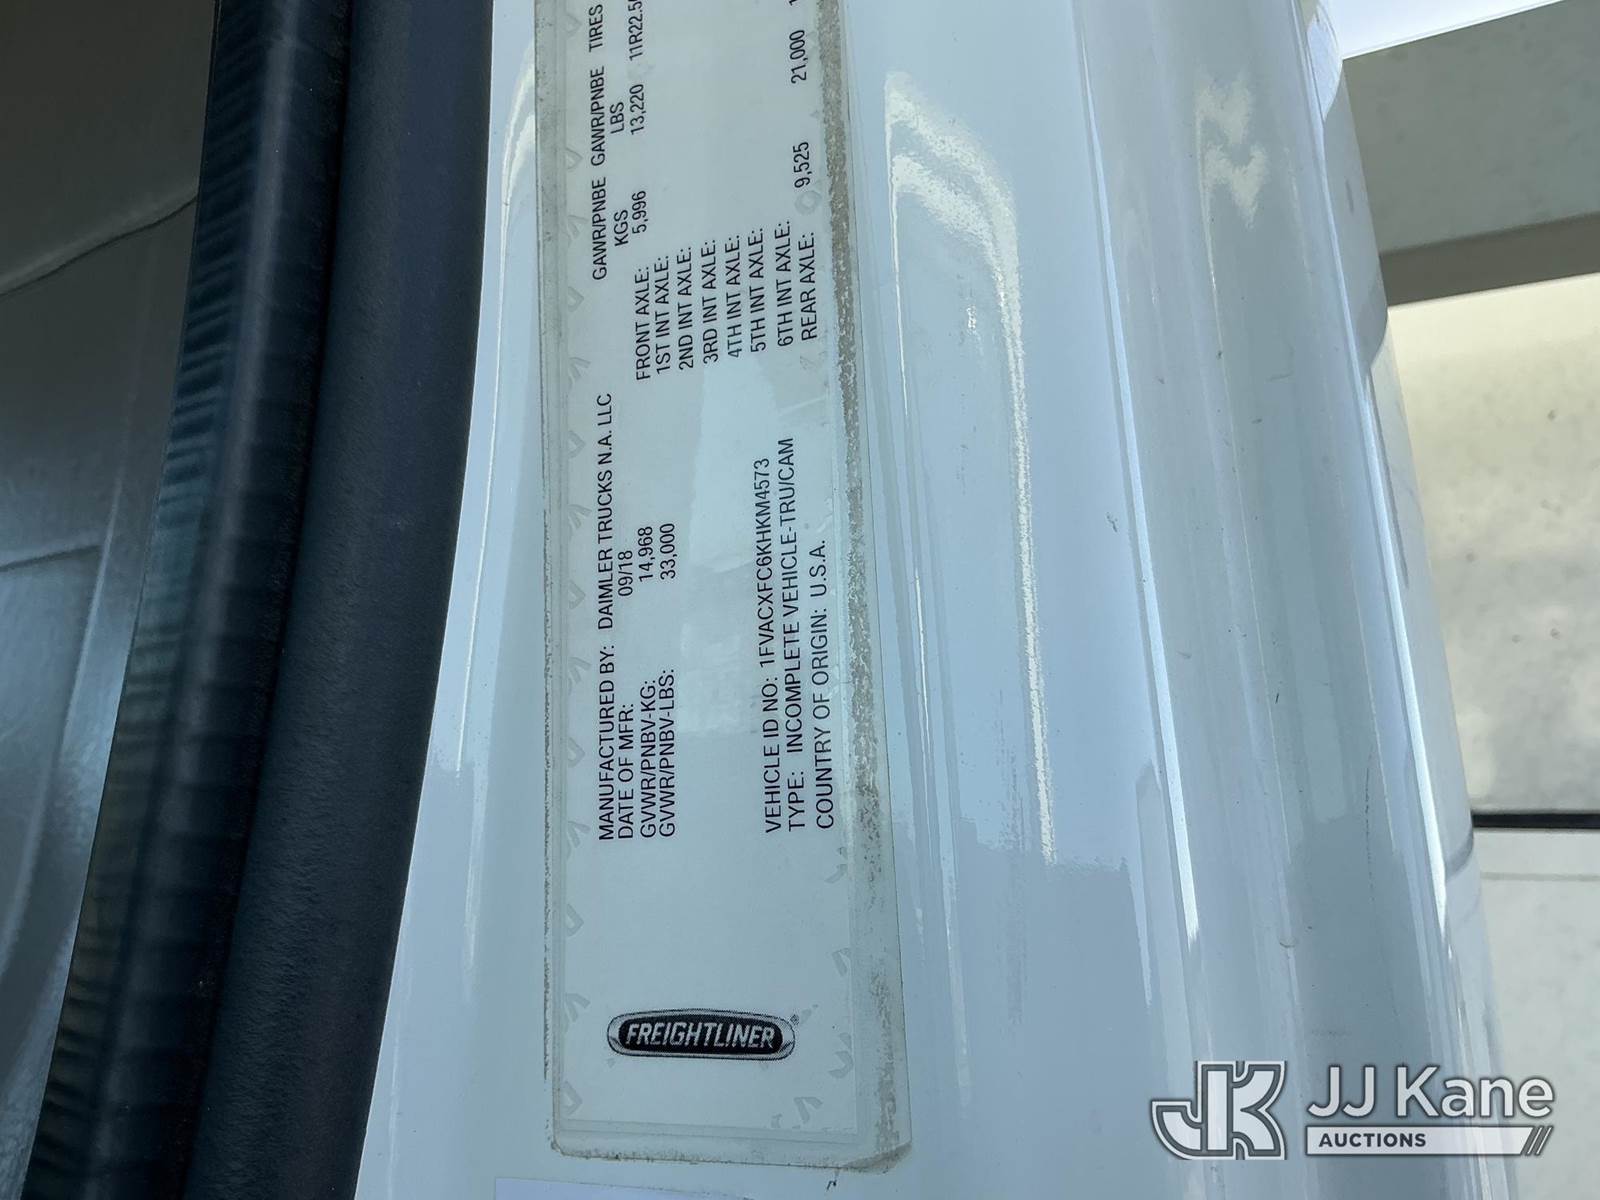 MANUFACTURED BY: DAIMLER TRUCKS N.A. LLC
DATE OF MFR: 09/18
GVWR/PNBV-KG: 14,968
GVWR/PNBV-LBS: 33,000
VEHICLE ID NO: 1FVACXFC6KHKM4573
TYPE: INCOMPLETE VEHICLE-TRU/CAM
COUNTRY OF ORIGIN: U.S.A.
GAWR/PNBE GAWR/PNBE TIRES
KGS LBS
FRONT AXLE: 5,996 13,220
1ST INT AXLE:
2ND INT AXLE:
3RD INT AXLE:
4TH INT AXLE:
5TH INT AXLE:
6TH INT AXLE:
REAR AXLE: 9,525 21,000
FREIGHTLINER
JK JJ Kane
AUCTIONS